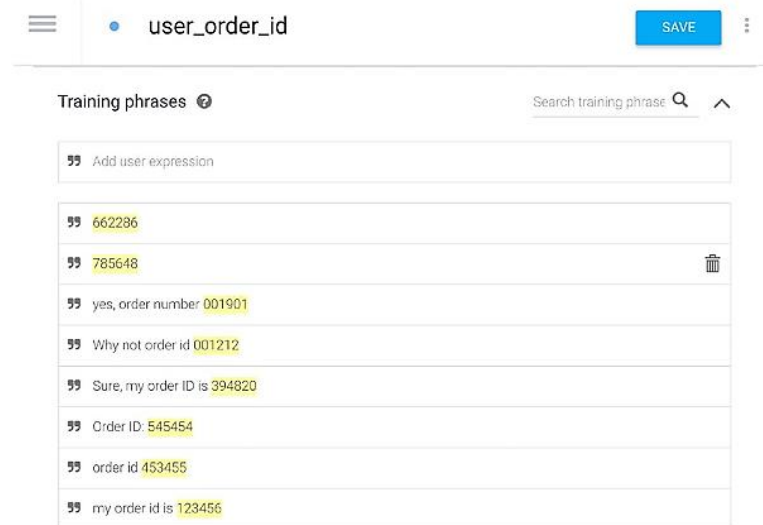 user_order_id
SAVE
Training phrases
Search training phrase
Add user expression
662286
785648
yes, order number 001901
Why not order id 001212
Sure, my order ID is 394820
Order ID: 545454
order id 453455
my order id is 123456